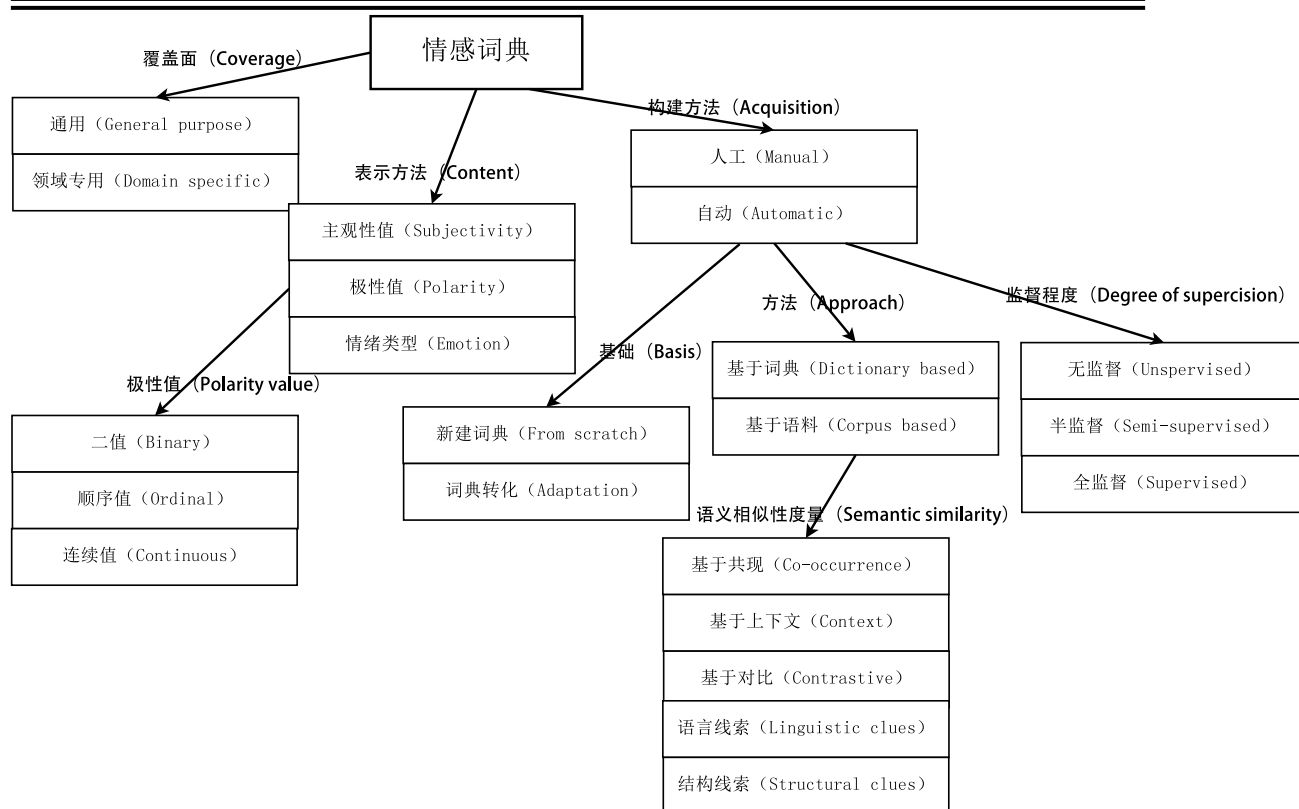 情感词典
覆盖面（Coverage）
通用（General purpose）
领域专用（Domain specific）
构建方法（Acquisition）
人工（Manual）
自动（Automatic）
表示方法（Content）
主观性值（Subjectivity）
极性值（Polarity）
情绪类型（Emotion）
极性值（Polarity value）
二值（Binary）
顺序值（Ordinal）
连续值（Continuous）
基础（Basis）
新建词典（From scratch）
词典转化（Adaptation）
方法（Approach）
基于词典（Dictionary based）
基于语料（Corpus based）
监督程度（Degree of supercision）
无监督（Unspervised）
半监督（Semi-supervised）
全监督（Supervised）
语义相似性度量（Semantic similarity）
基于共现（Co-occurrence）
基于上下文（Context）
基于对比（Contrastive）
语言线索（Linguistic clues）
结构线索（Structural clues）